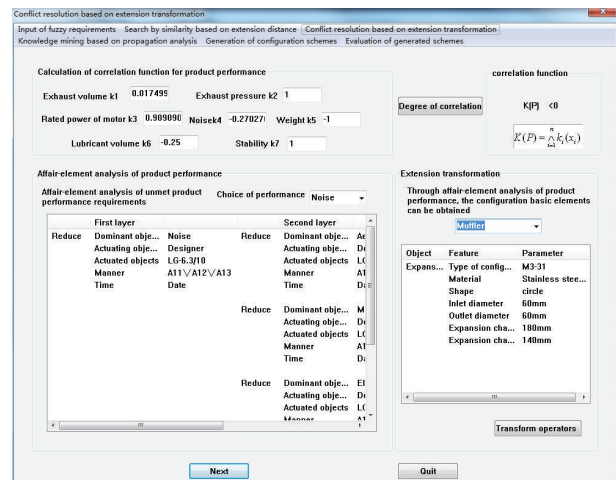 Conflict resolution based on extension transformation
Input of fuzzy requirements Search by similarity based on extension distance Conflict resolution based on extension transformation
Knowledge mining based on propagation analysis Generation of configuration schemes Evaluation of generated schemes
Calculation of correlation function for product performance
Exhaust volume k1 0.017499 Exhaust pressure k2 1
Rated power of motor k3 0.909090 Noisek4 -0.27027( Weight k5 -1
Lubricant volume k6 -0.25 Stability k7 1
Degree of correlation
correlation function
K(P) <0
K(P) = ∧ k_i(x_i)
n
i=1
Affair-element analysis of product performance
Affair-element analysis of unmet product performance requirements
Choice of performance Noise
First layer Second layer
Reduce Dominant obje... Noise Reduce Dominant obje...
Actuating obje... Designer Actuating obje...
Actuated objects LG-6.3/10 Actuated objects
Manner A11∨A12∨A13 Manner
Time Date Time
Reduce Dominant obje...
Actuating obje...
Actuated objects
Manner
Time
Reduce Dominant obje...
Actuating obje...
Actuated objects
Manner
Extension transformation
Through affair-element analysis of product
performance, the configuration basic elements
can be obtained
Muffler
Object Feature Parameter
Expans... Type of config... M3-31
Material Stainless stee...
Shape circle
Inlet diameter 60mm
Outlet diameter 60mm
Expansion cha... 180mm
Expansion cha... 140mm
Transform operators
Next Quit